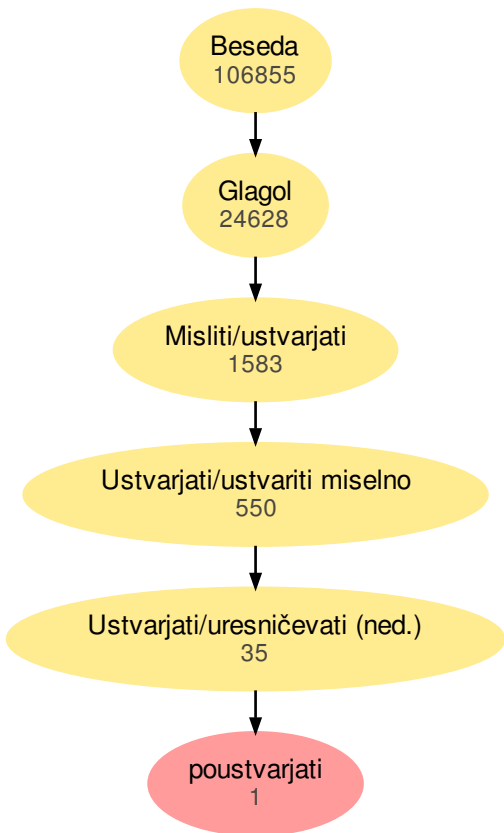 Beseda
106855
Glagol
24628
Misliti/ustvarjati
1583
Ustvarjati/ustvariti miselno
550
Ustvarjati/uresničevati (ned.)
35
poustvarjati
1